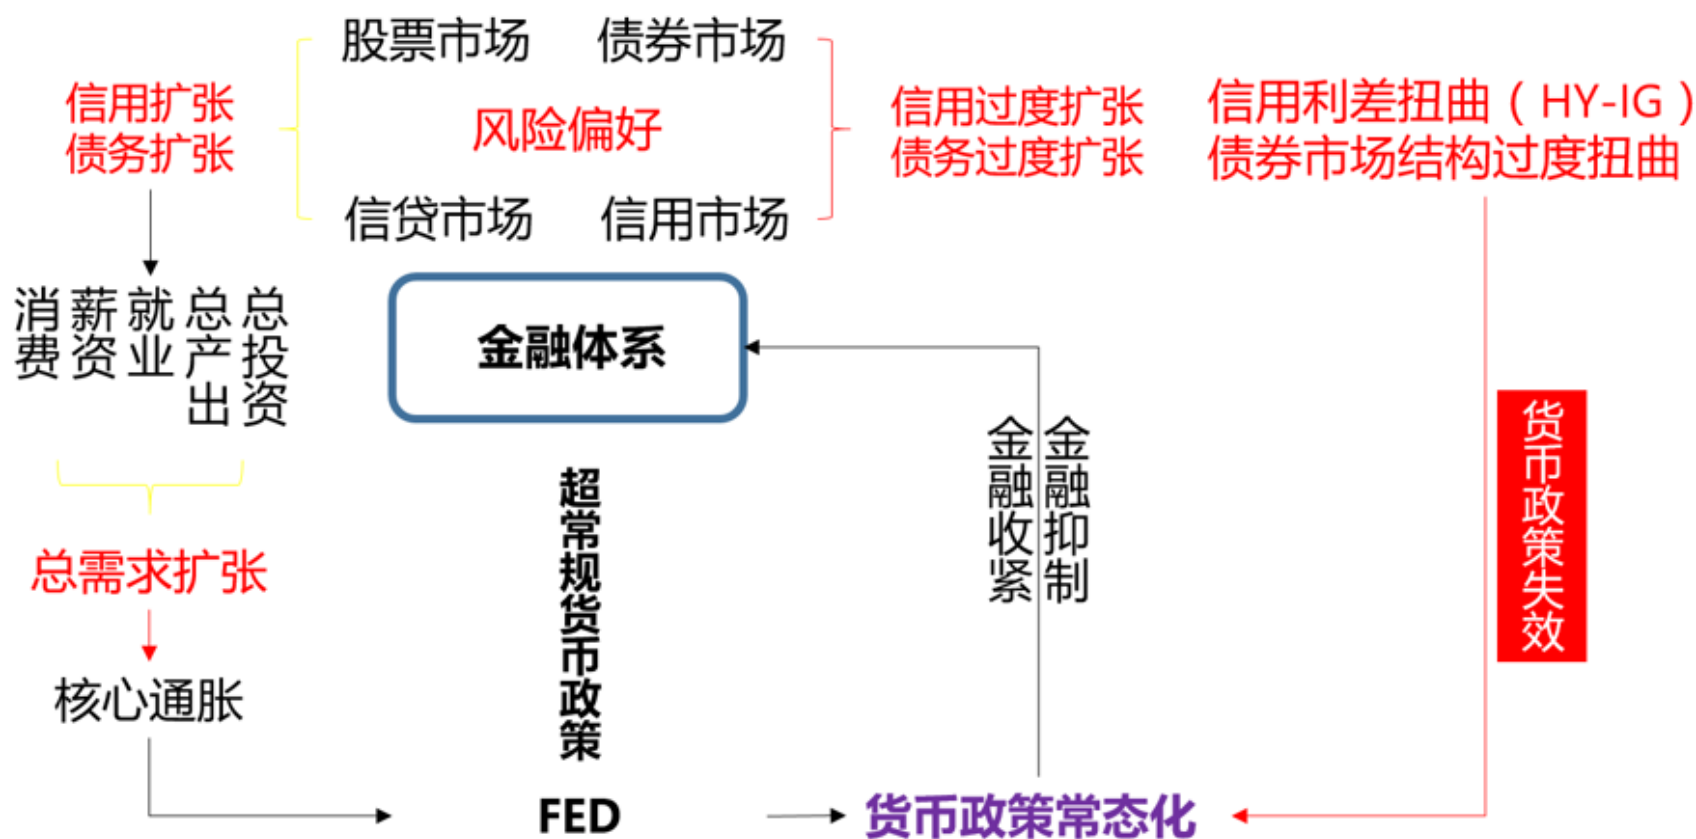 股票市场
债券市场
信用扩张
债务扩张
风险偏好
信用过度扩张
债务过度扩张
信用利差扭曲（HY-IG）
债券市场结构过度扭曲
信贷市场
信用市场
消费
薪资
就业
总产出
总投资
金融体系
超常规货币政策
金融收紧
金融抑制
货币政策失效
总需求扩张
核心通胀
FED
货币政策常态化